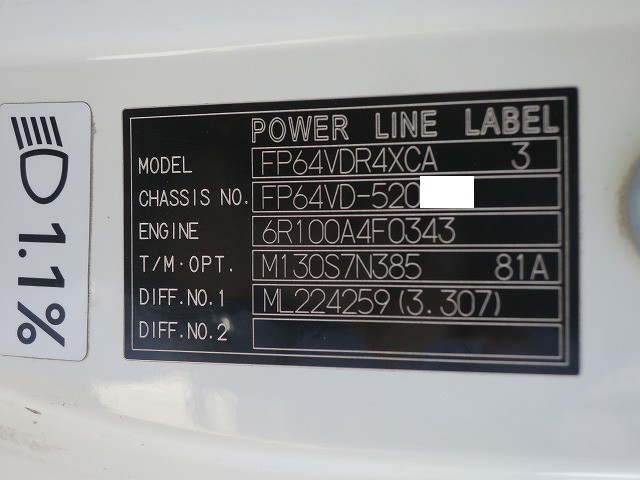 POWER LINE LABEL
MODEL FP64VDR4XCA 3
CHASSIS NO. FP64VD-520
ENGINE 6R100A4F0343
T/M·OPT. M130S7N385 81A
DIFF.NO.1 ML224259(3.307)
DIFF.NO.2
1.1%